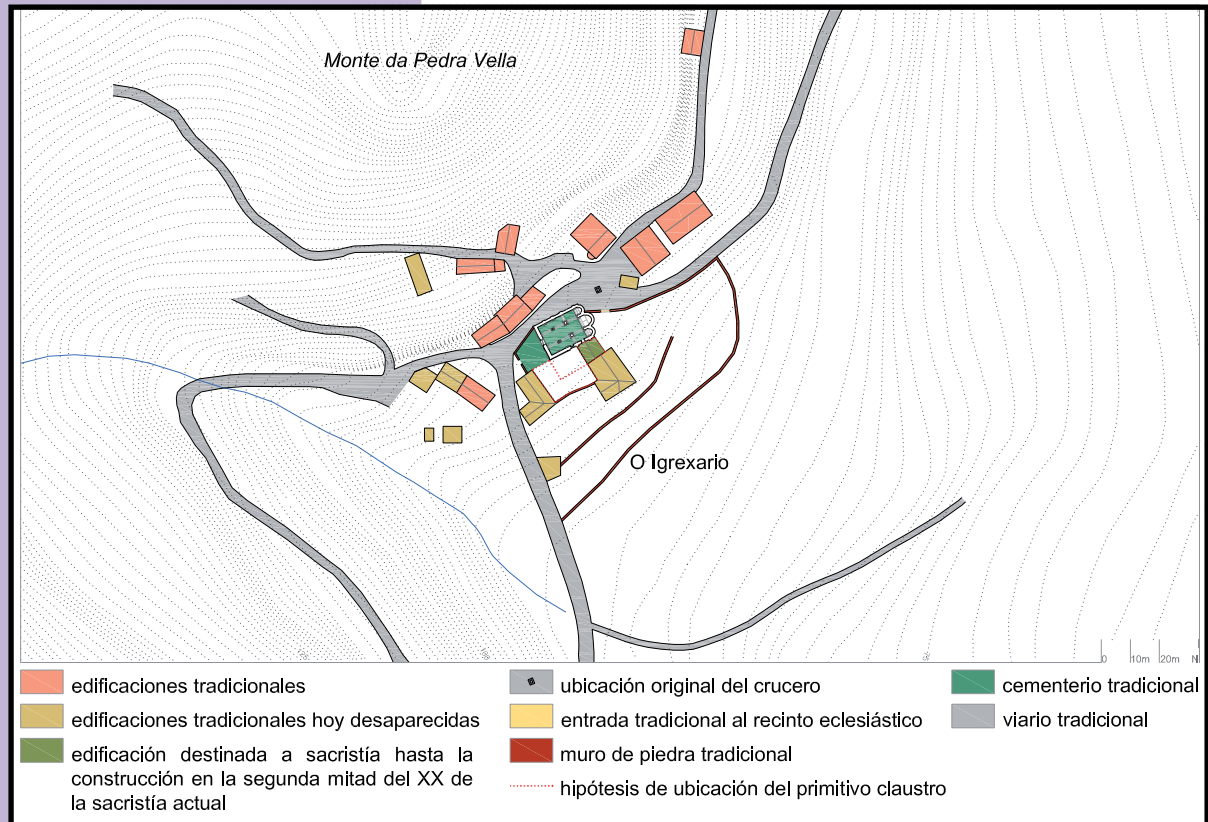 Monte da Pedra Vella
O Igrexario
0 10m 20m N
edificaciones tradicionales
edificaciones tradicionales hoy desaparecidas
edificación destinada a sacristía hasta la
construcción en la segunda mitad del XX de
la sacristía actual
ubicación original del crucero
entrada tradicional al recinto eclesiástico
muro de piedra tradicional
hipótesis de ubicación del primitivo claustro
cementerio tradicional
viario tradicional